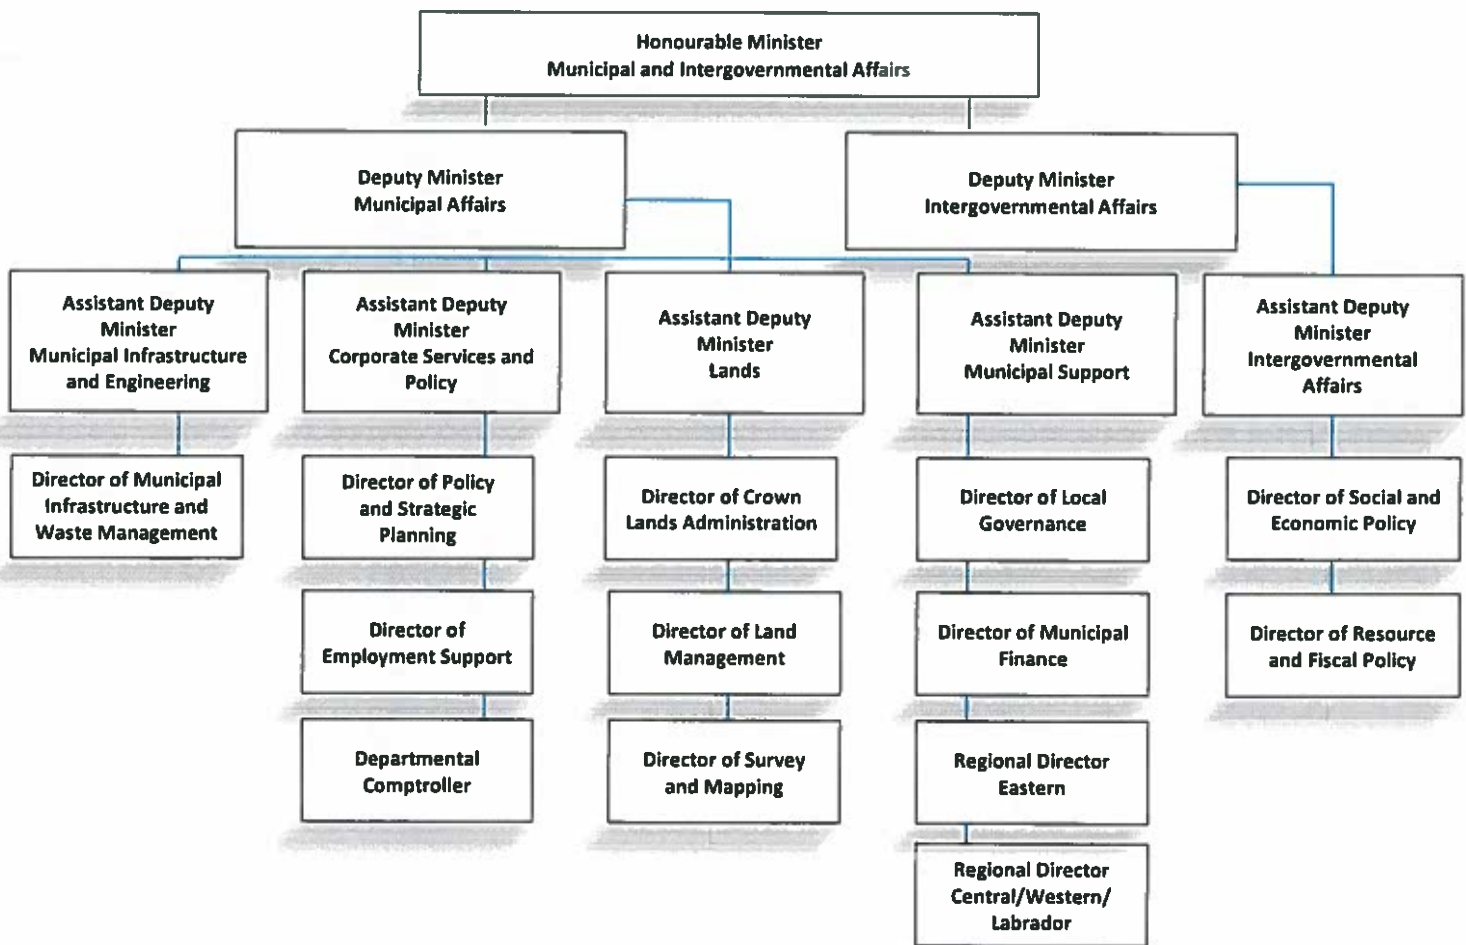 Honourable Minister
Municipal and Intergovernmental Affairs
Deputy Minister
Municipal Affairs
Deputy Minister
Intergovernmental Affairs
Assistant Deputy
Minister
Municipal Infrastructure
and Engineering
Assistant Deputy
Minister
Corporate Services and
Policy
Assistant Deputy
Minister
Lands
Assistant Deputy
Minister
Municipal Support
Assistant Deputy
Minister
Intergovernmental
Affairs
Director of Municipal
Infrastructure and
Waste Management
Director of Policy
and Strategic
Planning
Director of Crown
Lands Administration
Director of Local
Governance
Director of Social and
Economic Policy
Director of
Employment Support
Director of Land
Management
Director of Municipal
Finance
Director of Resource
and Fiscal Policy
Departmental
Comptroller
Director of Survey
and Mapping
Regional Director
Eastern
Regional Director
Central/Western/
Labrador